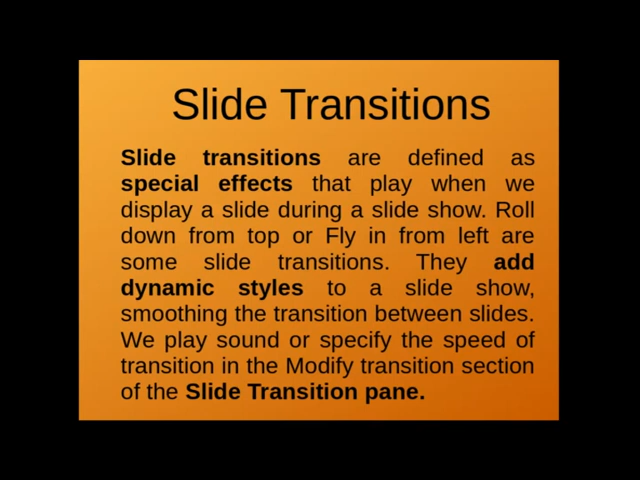 Slide Transitions
Slide transitions are defined as
special effects that play when we
display a slide during a slide show. Roll
down from top or Fly in from left are
some slide transitions. They add
dynamic styles to a slide show,
smoothing the transition between slides.
We play sound or specify the speed of
transition in the Modify transition section
of the Slide Transition pane.